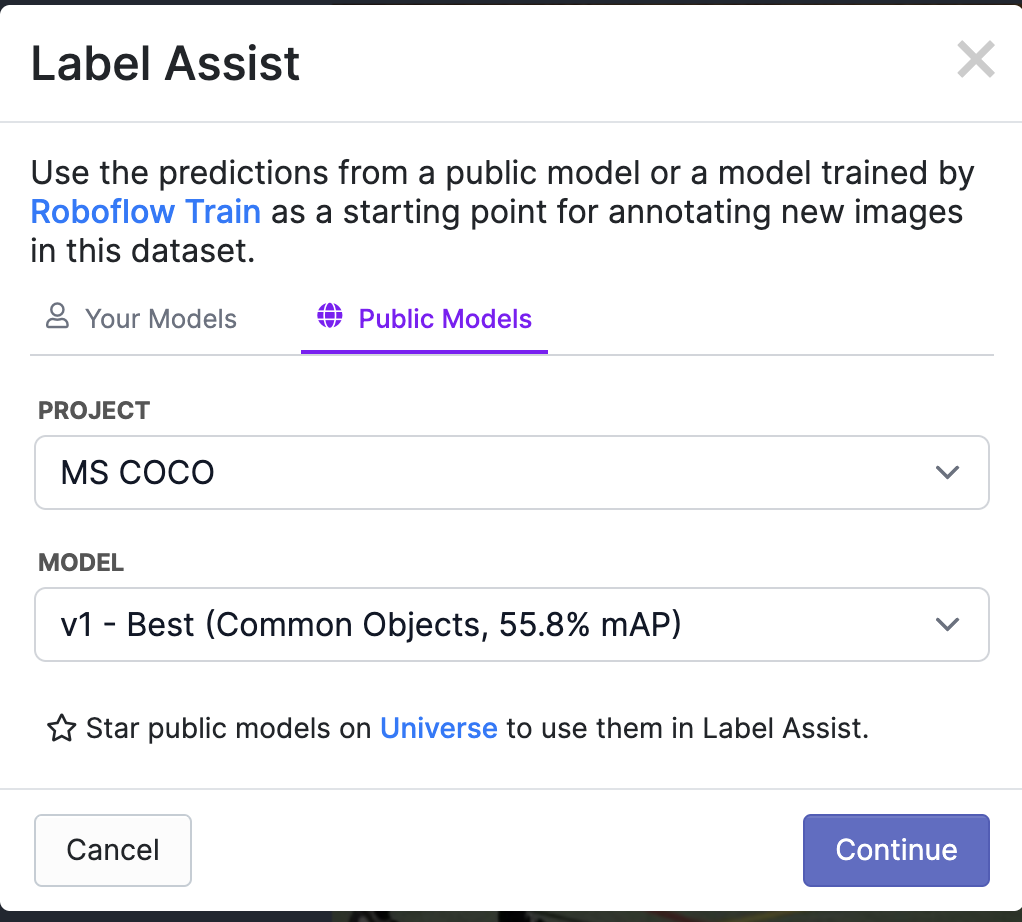 Label Assist
Use the predictions from a public model or a model trained by
Roboflow Train as a starting point for annotating new images
in this dataset.
Your Models
Public Models
PROJECT
MS COCO
MODEL
v1 - Best (Common Objects, 55.8% mAP)
Star public models on Universe to use them in Label Assist.
Cancel
Continue